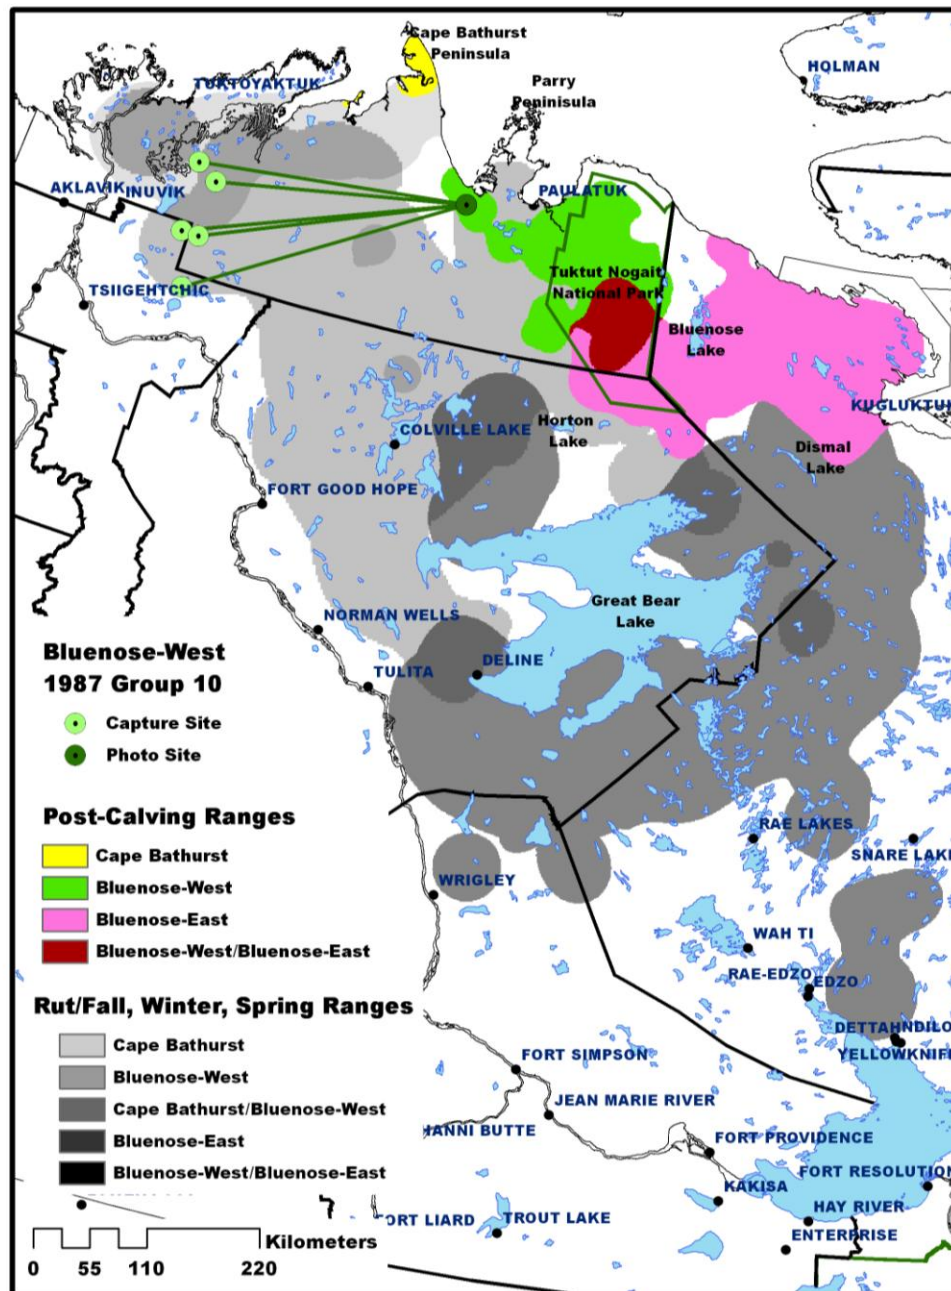 Cape Bathurst
Peninsula
HOLMAN
TUKTOYAKTUK
Parry
Peninisula
AKLAVIK
INUVIK
PAULATUK
TSIIGEHTCHIC
Tuktut Nogait
National Park
Bluenose
Lake
KUGLUKTUK
Horton
Lake
COLVILLE LAKE
Dismal
Lake
FORT GOOD HOPE
Great Bear
Lake
NORMAN WELLS
DELINE
TULITA
Bluenose-West
1987 Group 10
Capture Site
Photo Site
Post-Calving Ranges
Cape Bathurst
Bluenose-West
Bluenose-East
Bluenose-West/Bluenose-East
RAE LAKES
SNARE LAKE
WRIGLEY
WAH TI
RAE-EDZO
EDZO
DETTAH
NDILO
YELLOWKNIFE
Rut/Fall, Winter, Spring Ranges
Cape Bathurst
Bluenose-West
Cape Bathurst/Bluenose-West
Bluenose-East
Bluenose-West/Bluenose-East
FORT SIMPSON
JEAN MARIE RIVER
HANNI BUTTE
FORT PROVIDENCE
FORT RESOLUTION
KAKISA
HAY RIVER
ORT LIARD
TROUT LAKE
ENTERPRISE
Kilometers
0 55 110 220